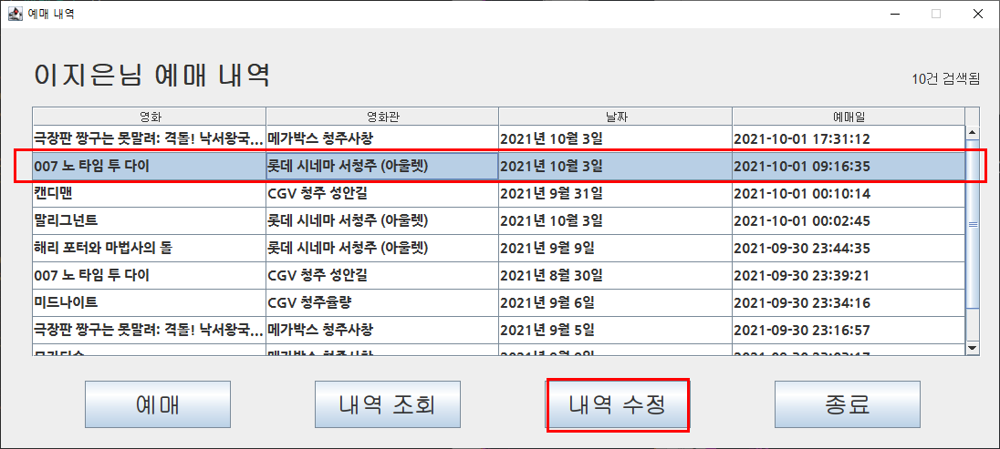 예매 내역
이지은님 예매 내역
10건 검색됨
영화 영화관 날짜 예매일
극장판 짱구는 못말려: 격돌! 낙서왕국... 메가박스 청주사창 2021년 10월 3일 2021-10-01 17:31:12
007 노 타임 투 다이 롯데 시네마 서청주 (아울렛) 2021년 10월 3일 2021-10-01 09:16:35
캔디맨 CGV 청주 성안길 2021년 9월 31일 2021-10-01 00:10:14
말리그넌트 롯데 시네마 서청주 (아울렛) 2021년 10월 3일 2021-10-01 00:02:45
해리 포터와 마법사의 돌 롯데 시네마 서청주 (아울렛) 2021년 9월 9일 2021-09-30 23:44:35
007 노 타임 투 다이 CGV 청주 성안길 2021년 8월 30일 2021-09-30 23:39:21
미드나이트 CGV 청주율량 2021년 9월 6일 2021-09-30 23:34:16
극장판 짱구는 못말려: 격돌! 낙서왕국... 메가박스 청주사창 2021년 9월 5일 2021-09-30 23:16:57
예매 내역 조회 내역 수정 종료